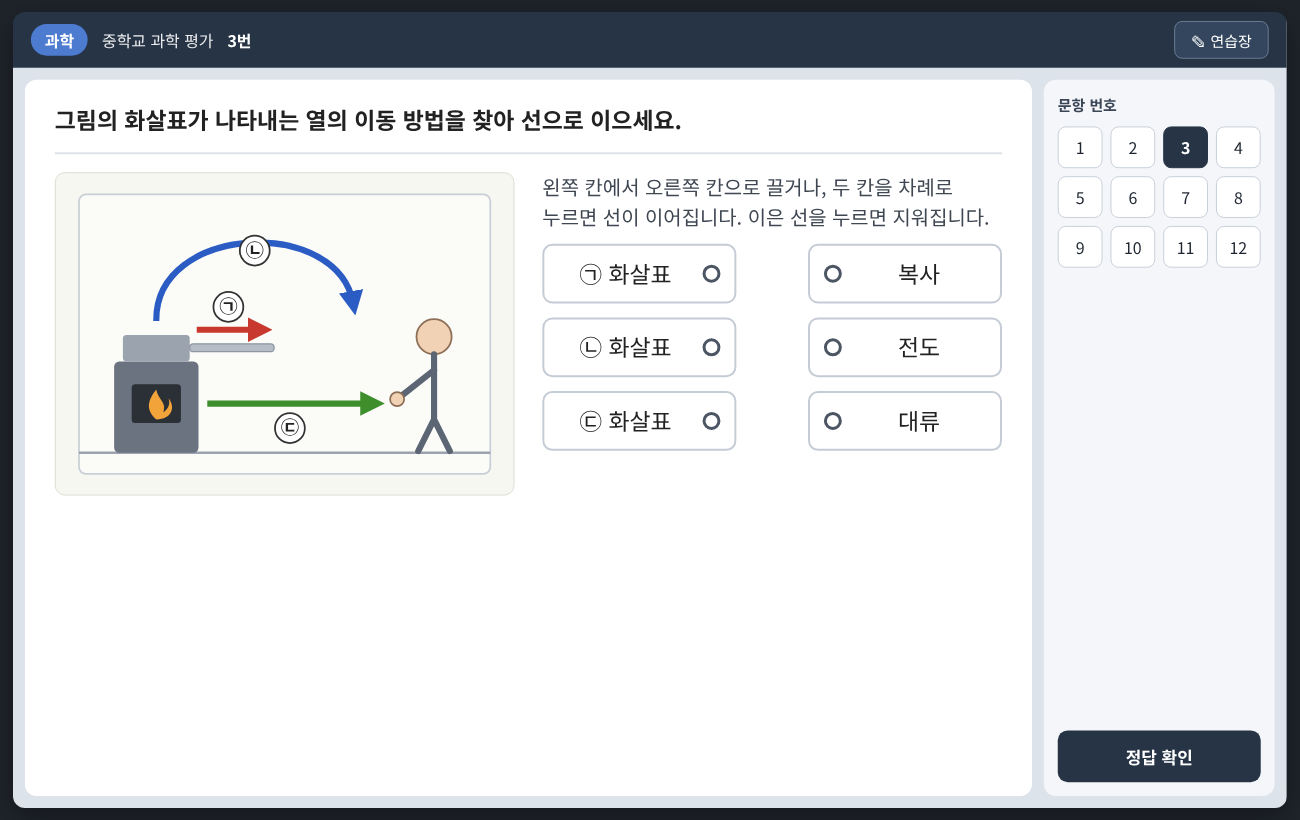 과학 중학교 과학 평가 3번
✎ 연습장
그림의 화살표가 나타내는 열의 이동 방법을 찾아 선으로 이으세요.
㉡
㉠
㉢
왼쪽 칸에서 오른쪽 칸으로 끌거나, 두 칸을 차례로
누르면 선이 이어집니다. 이은 선을 누르면 지워집니다.
㉠ 화살표
복사
㉡ 화살표
전도
㉢ 화살표
대류
문항 번호
1 2 3 4
5 6 7 8
9 10 11 12
정답 확인